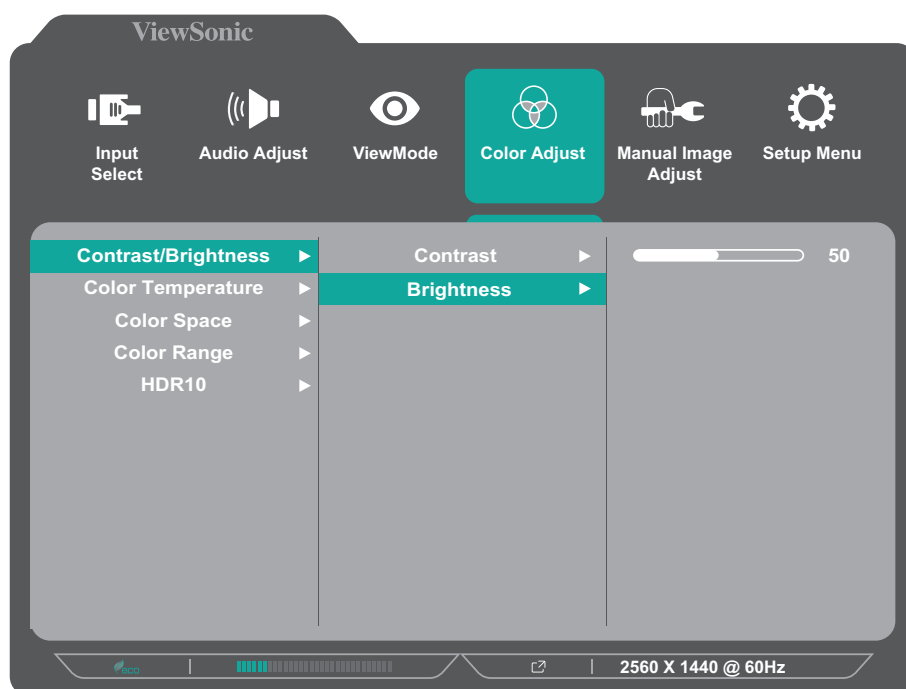 ViewSonic
Input Select
Audio Adjust
ViewMode
Color Adjust
Manual Image Adjust
Setup Menu
Contrast/Brightness
Color Temperature
Color Space
Color Range
HDR10
Contrast
Brightness
50
eco
2560 X 1440 @ 60Hz